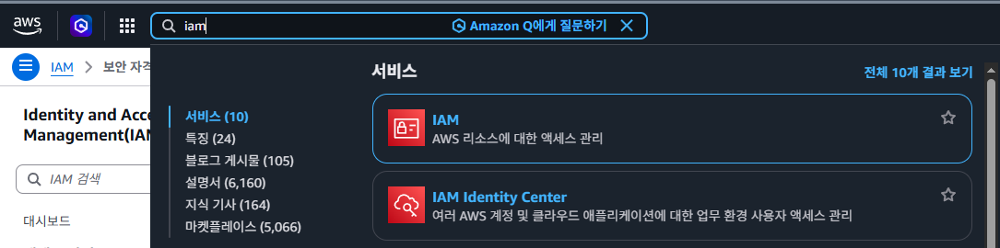 aws
iam
Amazon Q에게 질문하기
IAM
보안 자격
Identity and Acce
Management(IAM
IAM 검색
대시보드
서비스 (10)
특징 (24)
블로그 게시물 (105)
설명서 (6,160)
지식 기사 (164)
마켓플레이스 (5,066)
서비스
전체 10개 결과 보기
IAM
AWS 리소스에 대한 액세스 관리
IAM Identity Center
여러 AWS 계정 및 클라우드 애플리케이션에 대한 업무 환경 사용자 액세스 관리